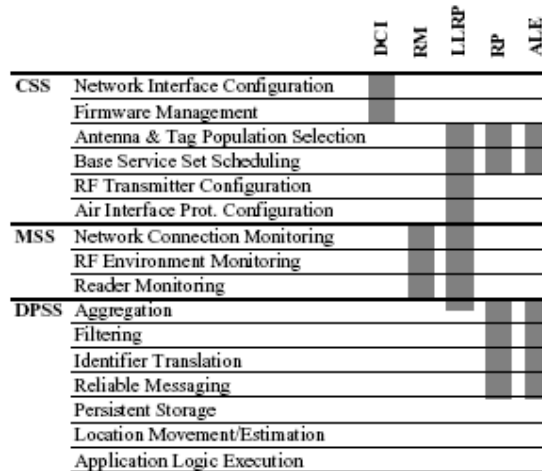 DCI RM LLRP RP ALE
CSS Network Interface Configuration
Firmware Management
Antenna & Tag Population Selection
Base Service Set Scheduling
RF Transmitter Configuration
Air Interface Prot. Configuration
MSS Network Connection Monitoring
RF Environment Monitoring
Reader Monitoring
DPSS Aggregation
Filtering
Identifier Translation
Reliable Messaging
Persistent Storage
Location Movement/Estimation
Application Logic Execution